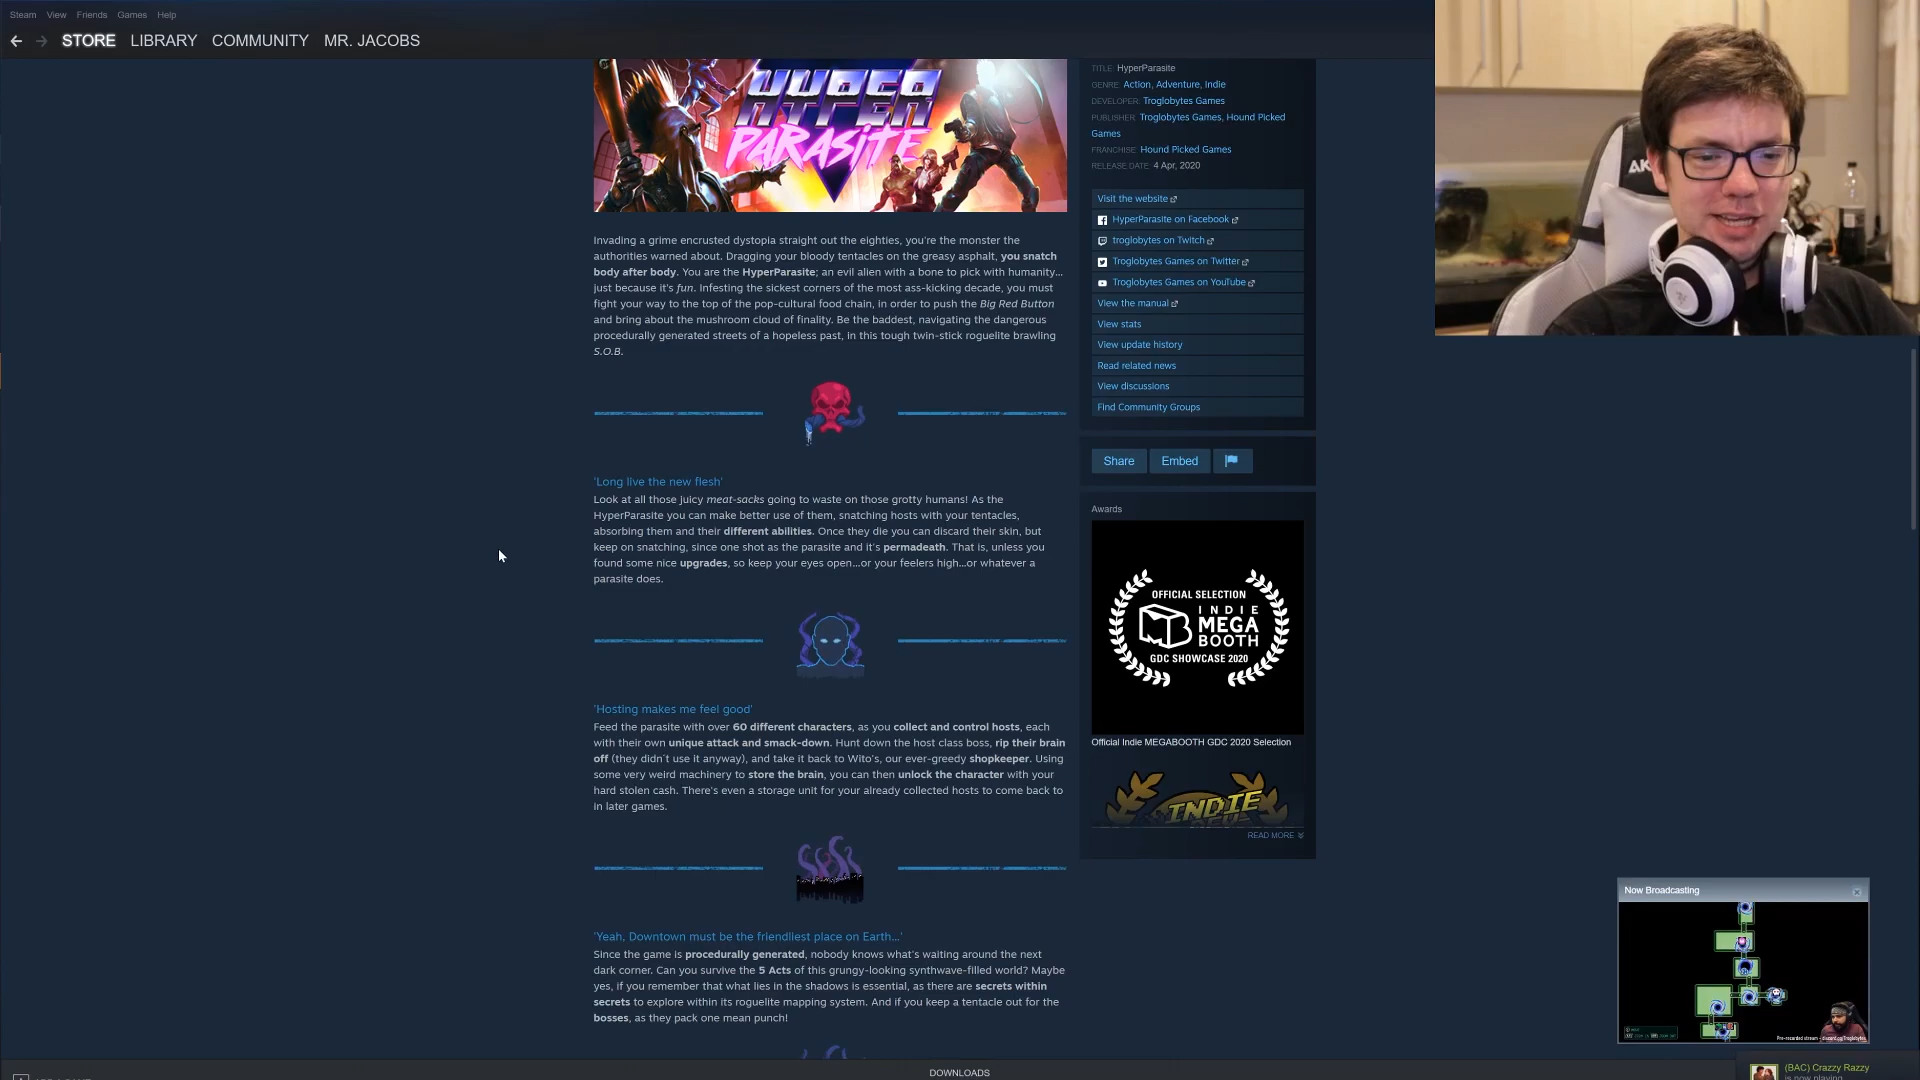 Steam View Friends Games Help
STORE LIBRARY COMMUNITY MR. JACOBS
HYPER
PARASITE
Invading a grime encrusted dystopia straight out the eighties, you're the monster the
authorities warned about. Dragging your bloody tentacles on the greasy asphalt, you snatch
body after body. You are the HyperParasite; an evil alien with a bone to pick with humanity...
just because it's fun. Infesting the sickest corners of the most ass-kicking decade, you must
fight your way to the top of the pop-cultural food chain, in order to push the Big Red Button
and bring about the mushroom cloud of finality. Be the baddest, navigating the dangerous
procedurally generated streets of a hopeless past, in this tough twin-stick roguelite brawling
S.O.B.
'Long live the new flesh'
Look at all those juicy meat-sacks going to waste on those grotty humans! As the
HyperParasite you can make better use of them, snatching hosts with your tentacles,
absorbing them and their different abilities. Once they die you can discard their skin, but
keep on snatching, since one shot as the parasite and it's permadeath. That is, unless you
found some nice upgrades, so keep your eyes open...or your feelers high...or whatever a
parasite does.
'Hosting makes me feel good'
Feed the parasite with over 60 different characters, as you collect and control hosts, each
with their own unique attack and smack-down. Hunt down the host class boss, rip their brain
off (they didn't use it anyway), and take it back to Wito's, our ever-greedy shopkeeper. Using
some very weird machinery to store the brain, you can then unlock the character with your
hard stolen cash. There's even a storage unit for your already collected hosts to come back to
in later games.
'Yeah, Downtown must be the friendliest place on Earth...'
Since the game is procedurally generated, nobody knows what's waiting around the next
dark corner. Can you survive the 5 Acts of this grungy-looking synthwave-filled world? Maybe
yes, if you remember that what lies in the shadows is essential, as there are secrets within
secrets to explore within its roguelite mapping system. And if you keep a tentacle out for the
bosses, as they pack one mean punch!
TITLE: HyperParasite
GENRE: Action, Adventure, Indie
DEVELOPER: Troglobytes Games
PUBLISHER: Troglobytes Games, Hound Picked
Games
FRANCHISE: Hound Picked Games
RELEASE DATE: 4 Apr, 2020
Visit the website
HyperParasite on Facebook
troglobytes on Twitch
Troglobytes Games on Twitter
Troglobytes Games on YouTube
View the manual
View stats
View update history
Read related news
View discussions
Find Community Groups
Share Embed
Awards
OFFICIAL SELECTION
INDIE
MEGA
BOOTH
GDC SHOWCASE 2020
Official Indie MEGABOOTH GDC 2020 Selection
INDIE
READ MORE
AK
Now Broadcasting
DOWNLOADS
(BAC) Crazzy Razzy
is now playing